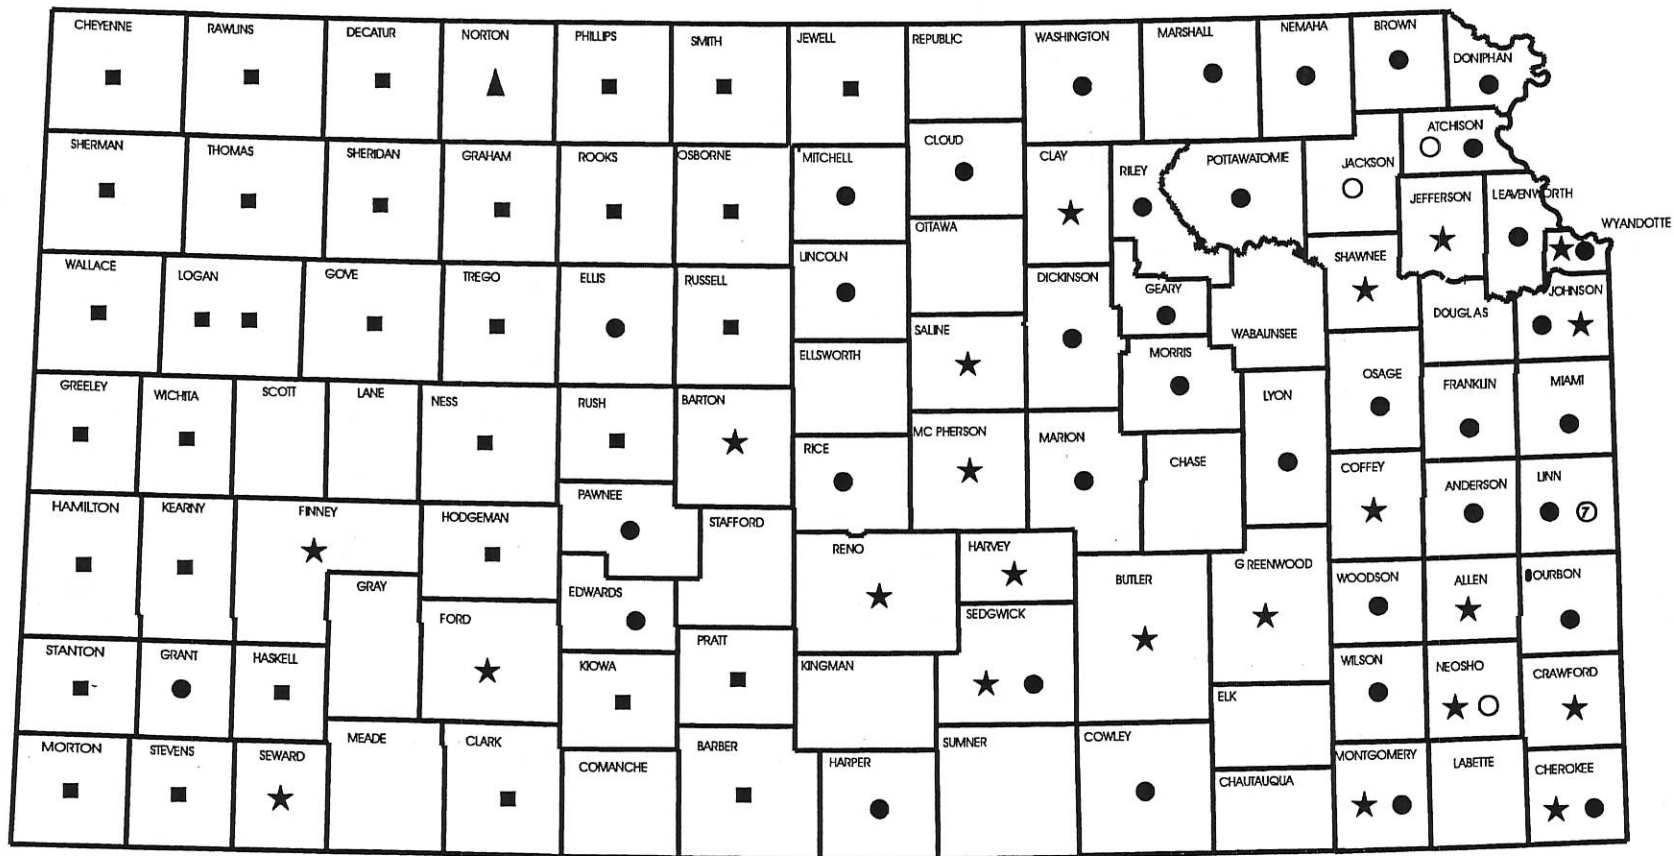 CHEYENNE
RAWLINS
DECATUR
NORTON
PHILLIPS
SMITH
JEWELL
REPUBLIC
WASHINGTON
MARSHALL
NEMAHA
BROWN
DONIPHAN
SHERMAN
THOMAS
SHERIDAN
GRAHAM
ROOKS
OSBORNE
MITCHELL
CLOUD
CLAY
RILEY
POTTAWATOMIE
JACKSON
ATCHISON
JEFFERSON
LEAVENWORTH
WYANDOTTE
WALLACE
LOGAN
GOVE
TREGO
ELLIS
RUSSELL
LINCOLN
OTTAWA
DICKINSON
GEARY
WABAUNSEE
SHAWNEE
DOUGLAS
JOHNSON
GREELEY
WICHITA
SCOTT
LANE
NESS
RUSH
BARTON
ELLSWORTH
SALINE
MORRIS
LYON
OSAGE
FRANKLIN
MIAMI
RICE
MC PHERSON
MARION
CHASE
COFFEY
ANDERSON
LINN
7
HAMILTON
KEARNY
FINNEY
HODGEMAN
PAWNEE
STAFFORD
RENO
HARVEY
BUTLER
GREENWOOD
WOODSON
ALLEN
OURBON
GRAY
FORD
EDWARDS
SEDGWICK
STANTON
GRANT
HASKELL
KIOWA
PRATT
KINGMAN
ELK
WILSON
NEOSHO
CRAWFORD
MORTON
STEVENS
SEWARD
MEADE
CLARK
COMANCHE
BARBER
HARPER
SUMNER
COWLEY
CHAUTAUQUA
MONTGOMERY
LABETTE
CHEROKEE